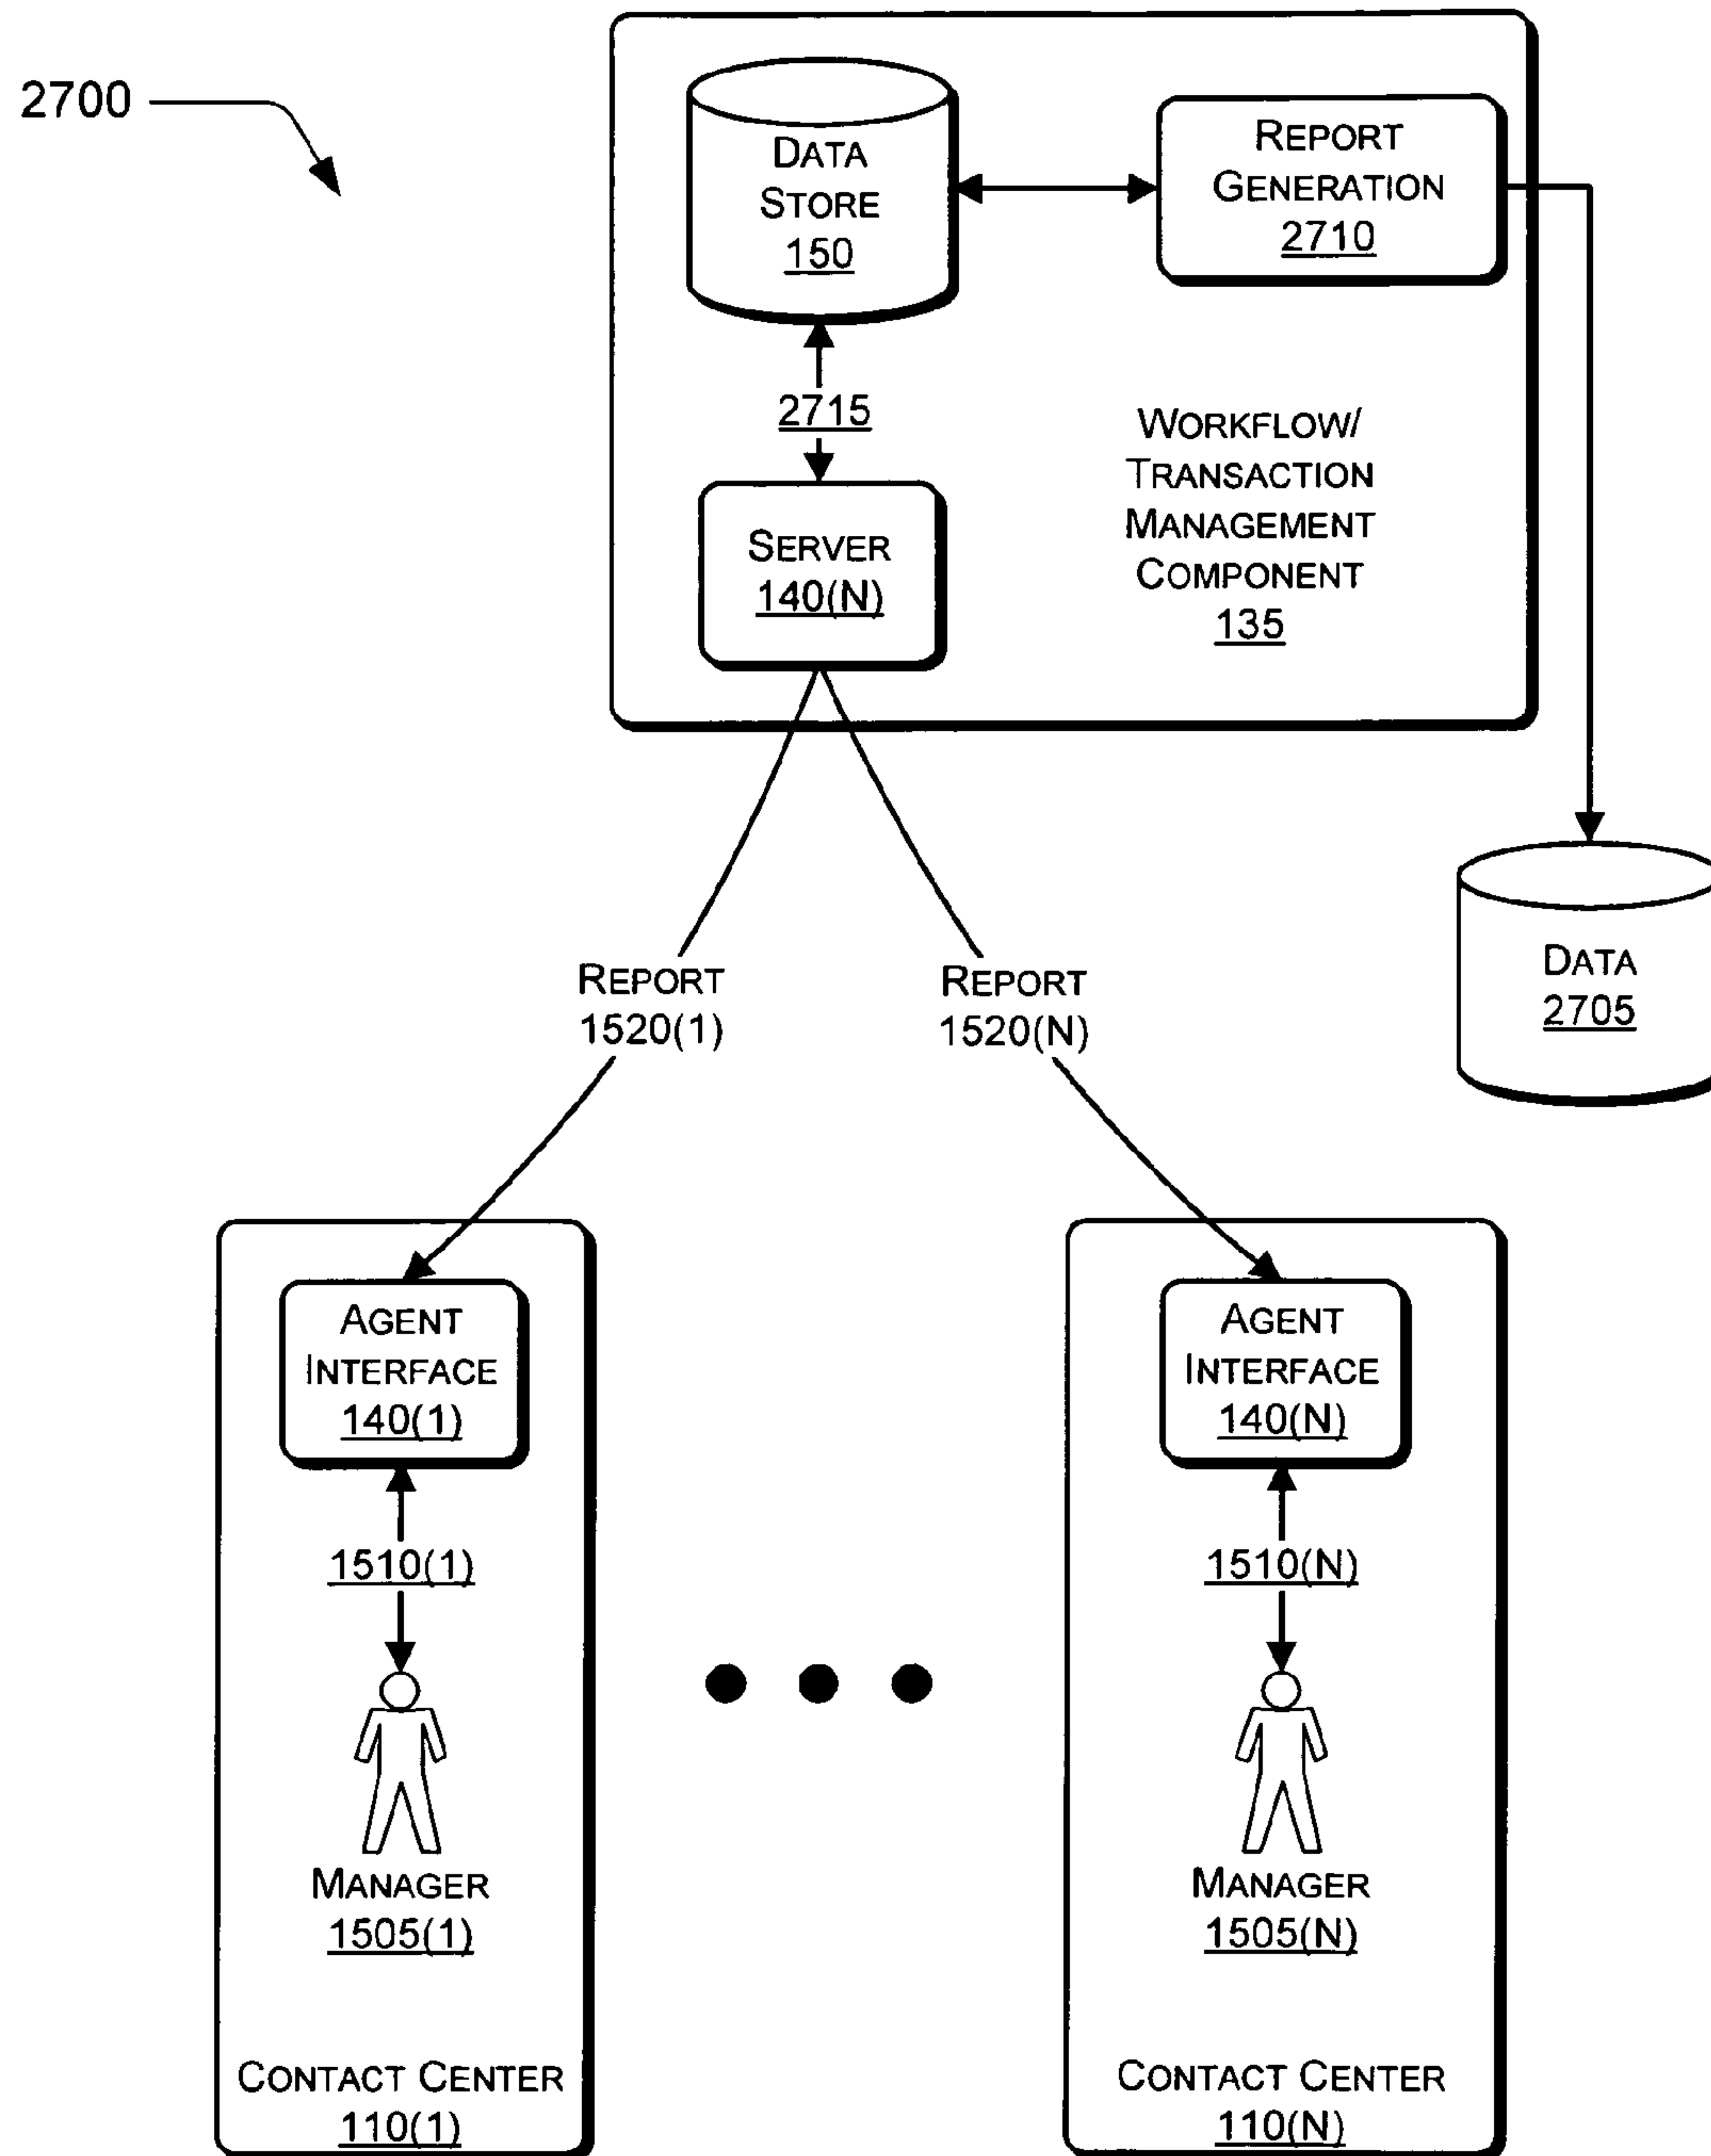 2700
DATA
STORE
150
REPORT
GENERATION
2710
2715
SERVER
140(N)
WORKFLOW/
TRANSACTION
MANAGEMENT
COMPONENT
135
REPORT
1520(1)
REPORT
1520(N)
DATA
2705
AGENT
INTERFACE
140(1)
1510(1)
MANAGER
1505(1)
CONTACT CENTER
110(1)
AGENT
INTERFACE
140(N)
1510(N)
MANAGER
1505(N)
CONTACT CENTER
110(N)